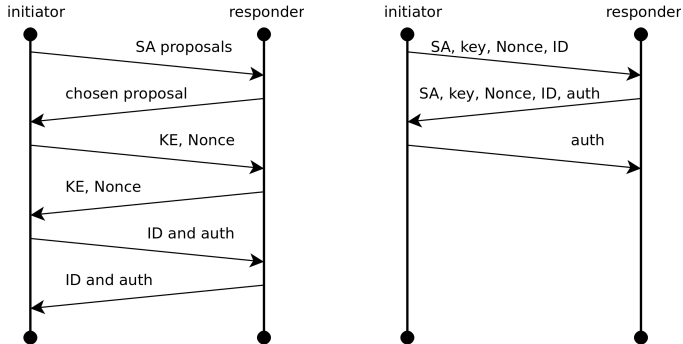 initiator
responder
SA proposals
chosen proposal
KE, Nonce
KE, Nonce
ID and auth
ID and auth
initiator
responder
SA, key, Nonce, ID
SA, key, Nonce, ID, auth
auth